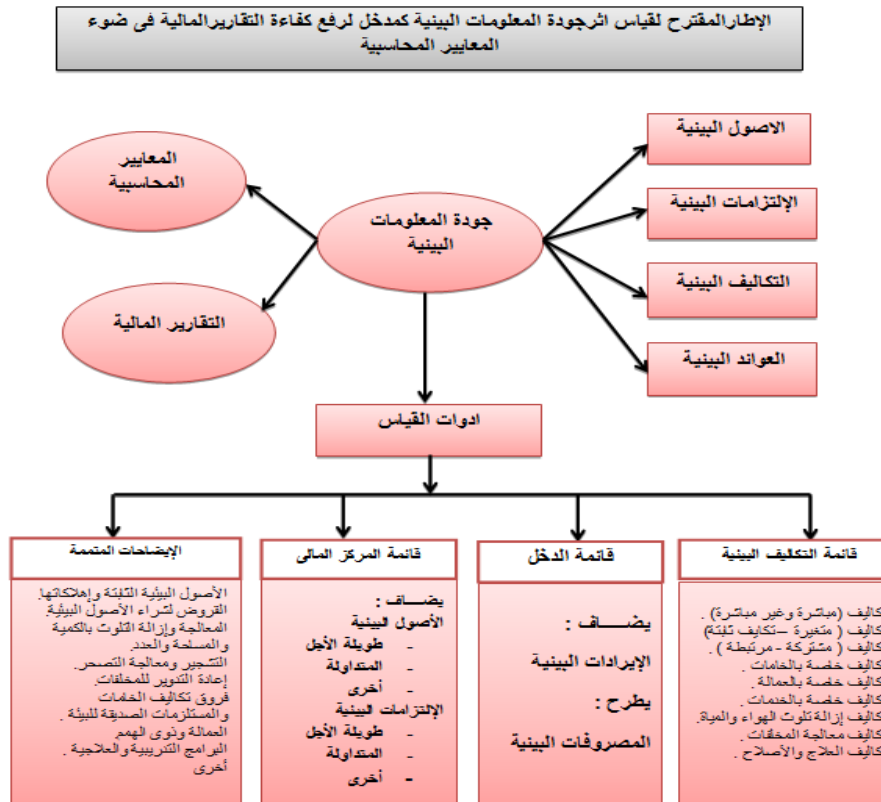 الإطارالمقترح لقياس اثرجودة المعلومات البينية كمدخل لرفع كفاءة التقاريرالمالية فى ضوء
المعايير المحاسبية
الاصول البينية
المعايير
المحاسبية
الإلتزامات البينية
جودة المعلومات
البينية
التكاليف البينية
التقارير المالية
العوائد البينية
ادوات القياس
قائمة التكاليف البينية
كاليف (مباشرة وغير مباشرة) .
كاليف ( متغيرة –تكايف ثابتة)
كاليف ( مشتركة - مرتبطة ) .
كاليف خاصة بالخامات .
كاليف خاصة بالعمالة .
كاليف خاصة بالخدمات .
كاليف إزالة تلوث الهواء والمياة.
كاليف معالجة المخلفات .
كاليف العلاج والأصلاح .
قائمة الدخل
يضـــاف :
الإيرادات البينية
يطرح :
المصروفات البينية
قائمة المركز المالى
يضـــاف :
الأصول البينية
- طويلة الأجل
- المتداولة
- أخرى
الإلتزامات البينية
- طويلة الأجل
- المتداولة
- أخرى
الإيضاحات المتممة
الأصول البيئية الثابتة وإهلاكاتها.
القروض لشراء الأصول البيئية.
المعالجة وإزالة التلوث بالكمية
والمساحة والعدد.
التشجير ومعالجة التصحر.
إعادة التدوير للمخلفات.
فروق تكاليف الخامات
والمستلزمات الصديقة للبيئة .
العمالة وذوى الهمم.
البرامج التدريبية والعلاجية .
أخرى